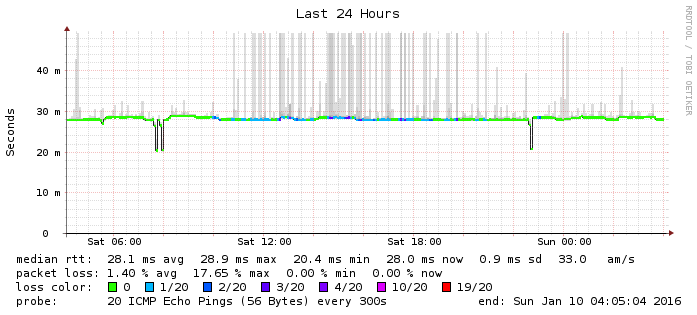 Last 24 Hours
RRDTOOL / TOBI OETIKER
Seconds
40 m
30 m
20 m
10 m
0
Sat 06:00 Sat 12:00 Sat 18:00 Sun 00:00
median rtt: 28.1 ms avg 28.9 ms max 20.4 ms min 28.0 ms now 0.9 ms sd 33.0 am/s
packet loss: 1.40 % avg 17.65 % max 0.00 % min 0.00 % now
loss color: 0 1/20 2/20 3/20 4/20 10/20 19/20
probe: 20 ICMP Echo Pings (56 Bytes) every 300s end: Sun Jan 10 04:05:04 2016